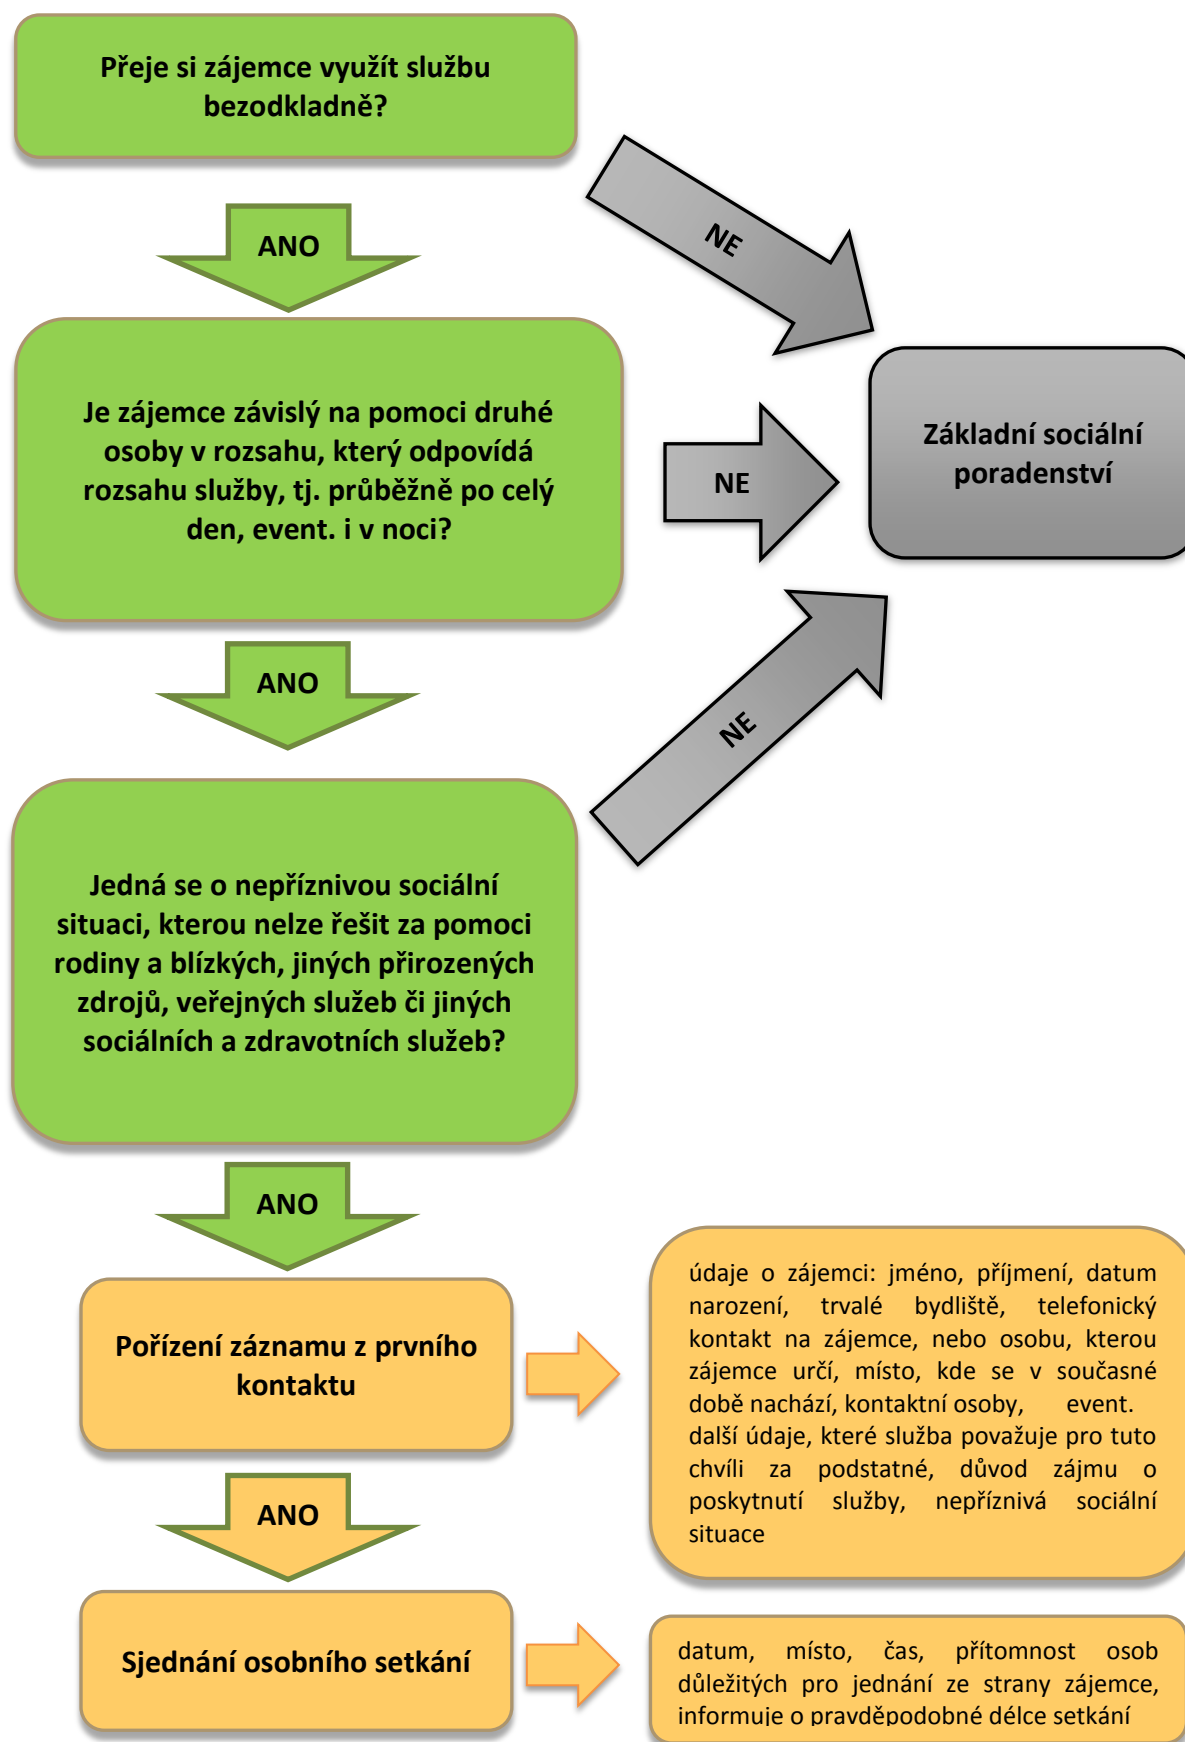 Přeje si zájemce využít službu
bezodkladně?
NE
ANO
Je zájemce závislý na pomoci druhé
osoby v rozsahu, který odpovídá
rozsahu služby, tj. průběžně po celý
den, event. i v noci?
NE
Základní sociální
poradenství
ANO
NE
Jedná se o nepříznivou sociální
situaci, kterou nelze řešit za pomoci
rodiny a blízkých, jiných přirozených
zdrojů, veřejných služeb či jiných
sociálních a zdravotních služeb?
ANO
Pořízení záznamu z prvního
kontaktu
údaje o zájemci: jméno, příjmení, datum
narození, trvalé bydliště, telefonický
kontakt na zájemce, nebo osobu, kterou
zájemce určí, místo, kde se v současné
době nachází, kontaktní osoby, event.
další údaje, které služba považuje pro tuto
chvíli za podstatné, důvod zájmu o
poskytnutí služby, nepříznivá sociální
situace
ANO
Sjednání osobního setkání
datum, místo, čas, přítomnost osob
důležitých pro jednání ze strany zájemce,
informuje o pravděpodobné délce setkání